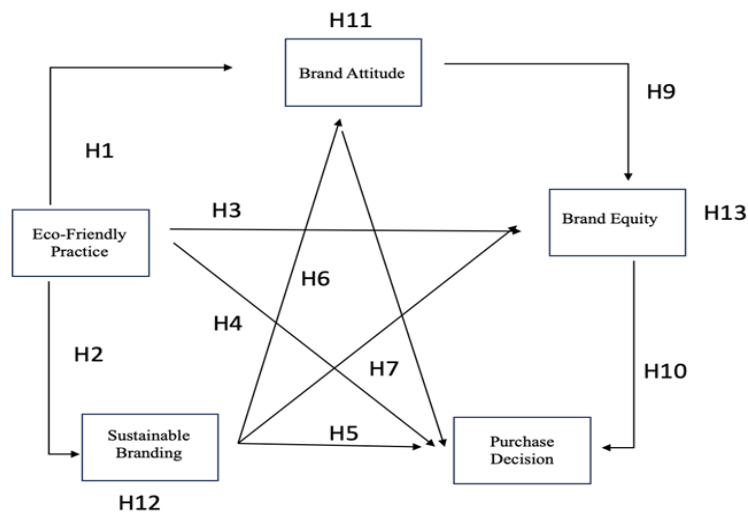 H11
Brand Attitude
H9
H1
H3
Brand Equity
H13
Eco-Friendly
Practice
H6
H4
H2
H7
H10
H5
Sustainable
Branding
Purchase
Decision
H12